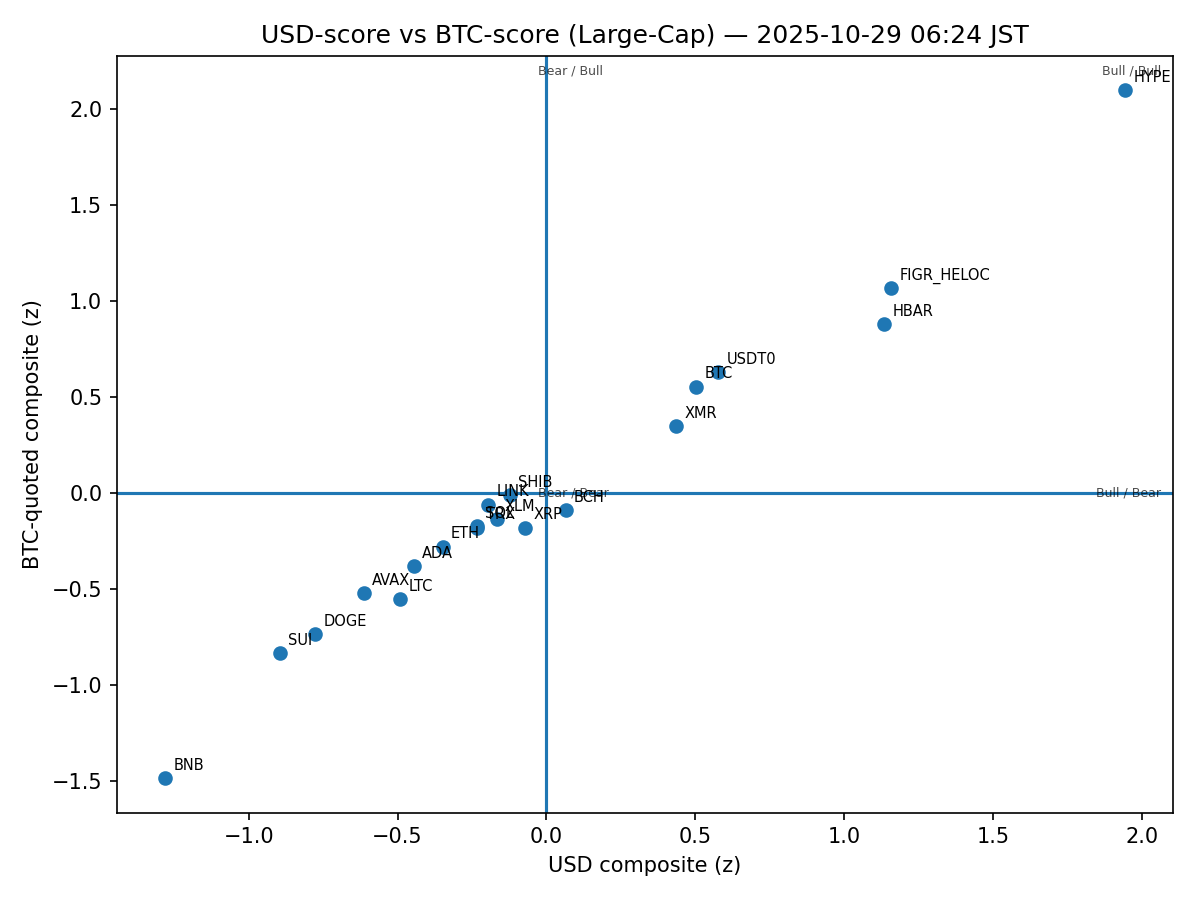 USD-score vs BTC-score (Large-Cap) — 2025-10-29 06:24 JST
Bear / Bull
Bull / Bull
HYPE
2.0
1.5
FIGR_HELOC
1.0
HBAR
USDT0
BTC
0.5
XMR
SHIB
LINK
0.0
Bear / Bear
BCH
Bull / Bear
XLM
SOL
TRX
XRP
ETH
ADA
−0.5
AVAX
LTC
DOGE
SUI
−1.0
BNB
−1.5
−1.0
−0.5
0.0
0.5
1.0
1.5
2.0
USD composite (z)
BTC-quoted composite (z)